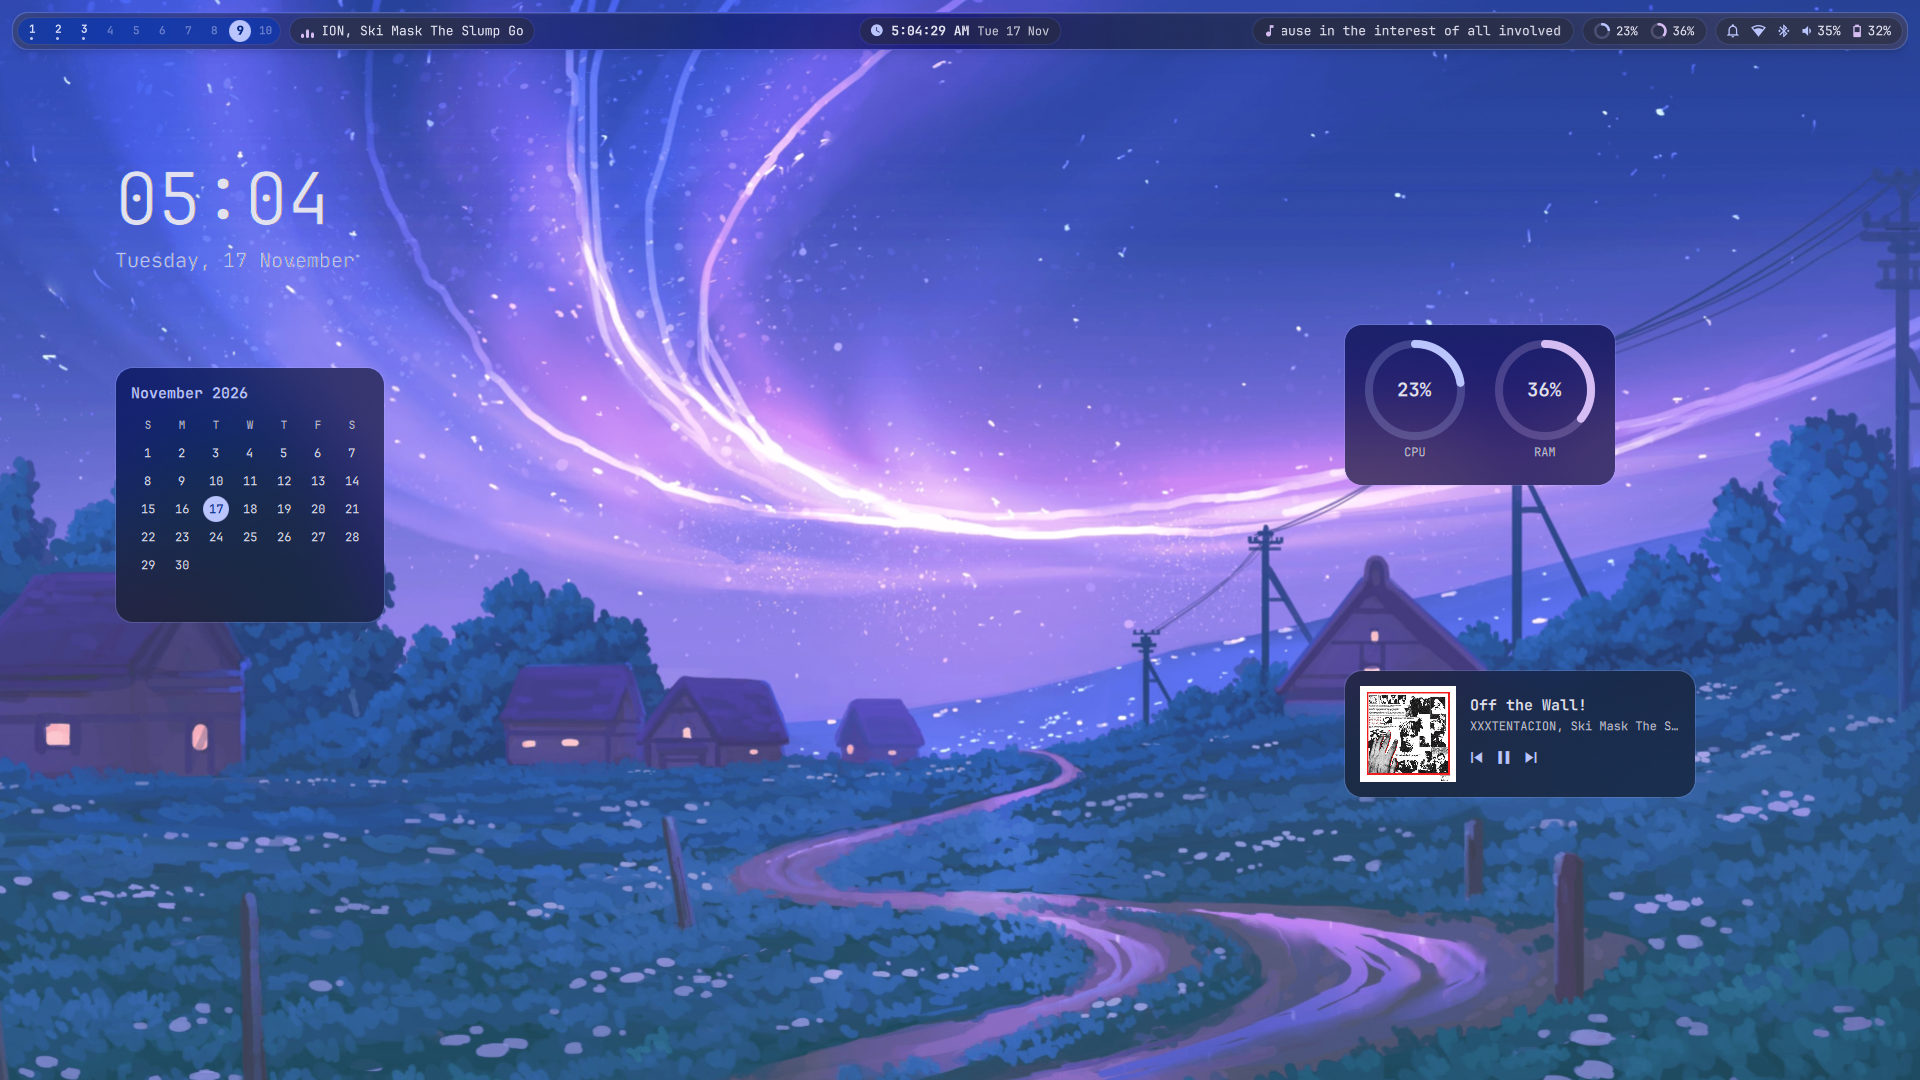 1 2 3 4 5 6 7 8 9 10
ION, Ski Mask The Slump Go
5:04:29 AM Tue 17 Nov
ause in the interest of all involved
23% 36%
35% 32%
05:04
Tuesday, 17 November
November 2026
S M T W T F S
1 2 3 4 5 6 7
8 9 10 11 12 13 14
15 16 17 18 19 20 21
22 23 24 25 26 27 28
29 30
23% 36%
CPU RAM
Off the Wall!
XXXTENTACION, Ski Mask The S…